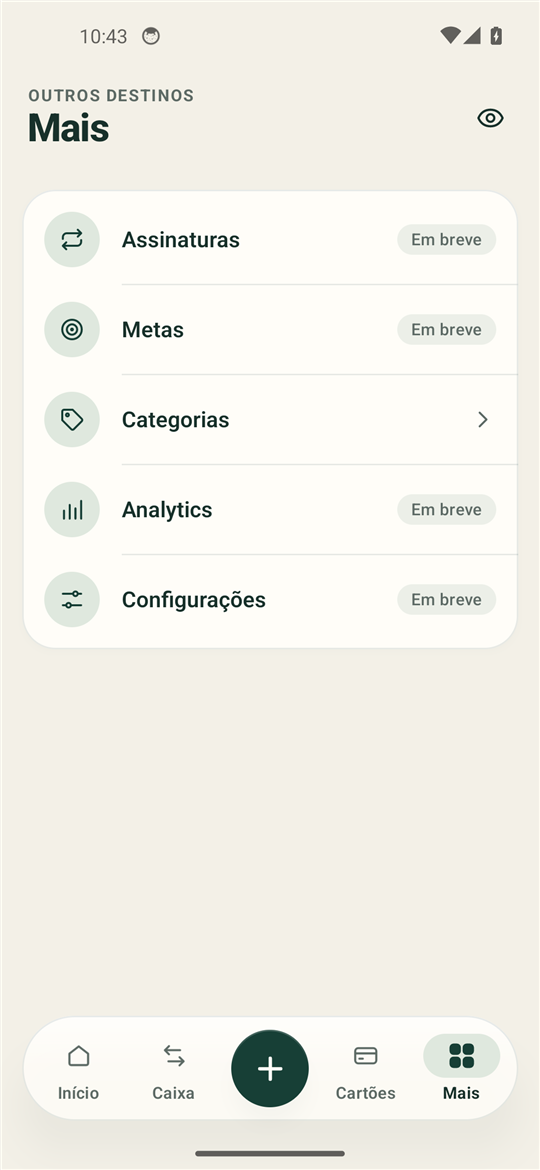 10:43
OUTROS DESTINOS
Mais
Assinaturas Em breve
Metas Em breve
Categorias
Analytics Em breve
Configurações Em breve
Início Caixa Cartões Mais